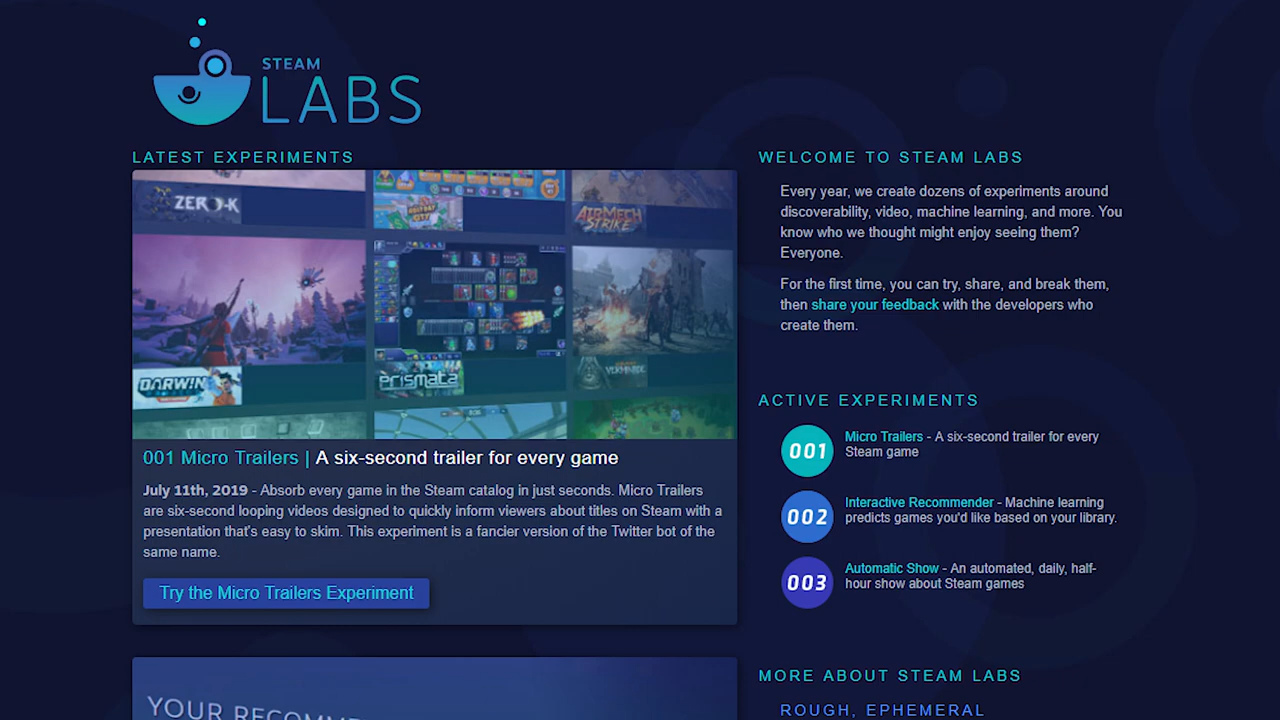 STEAM
LABS
LATEST EXPERIMENTS
ZERO-K
AIRMECH
STRIKE
DARWIN
Prismata
VERMINTIDE
001 Micro Trailers | A six-second trailer for every game
July 11th, 2019 - Absorb every game in the Steam catalog in just seconds. Micro Trailers
are six-second looping videos designed to quickly inform viewers about titles on Steam with a
presentation that's easy to skim. This experiment is a fancier version of the Twitter bot of the
same name.
Try the Micro Trailers Experiment
WELCOME TO STEAM LABS
Every year, we create dozens of experiments around
discoverability, video, machine learning, and more. You
know who we thought might enjoy seeing them?
Everyone.
For the first time, you can try, share, and break them,
then share your feedback with the developers who
create them.
ACTIVE EXPERIMENTS
001
Micro Trailers - A six-second trailer for every
Steam game
002
Interactive Recommender - Machine learning
predicts games you'd like based on your library.
003
Automatic Show - An automated, daily, half-
hour show about Steam games
MORE ABOUT STEAM LABS
ROUGH, EPHEMERAL
YOUR